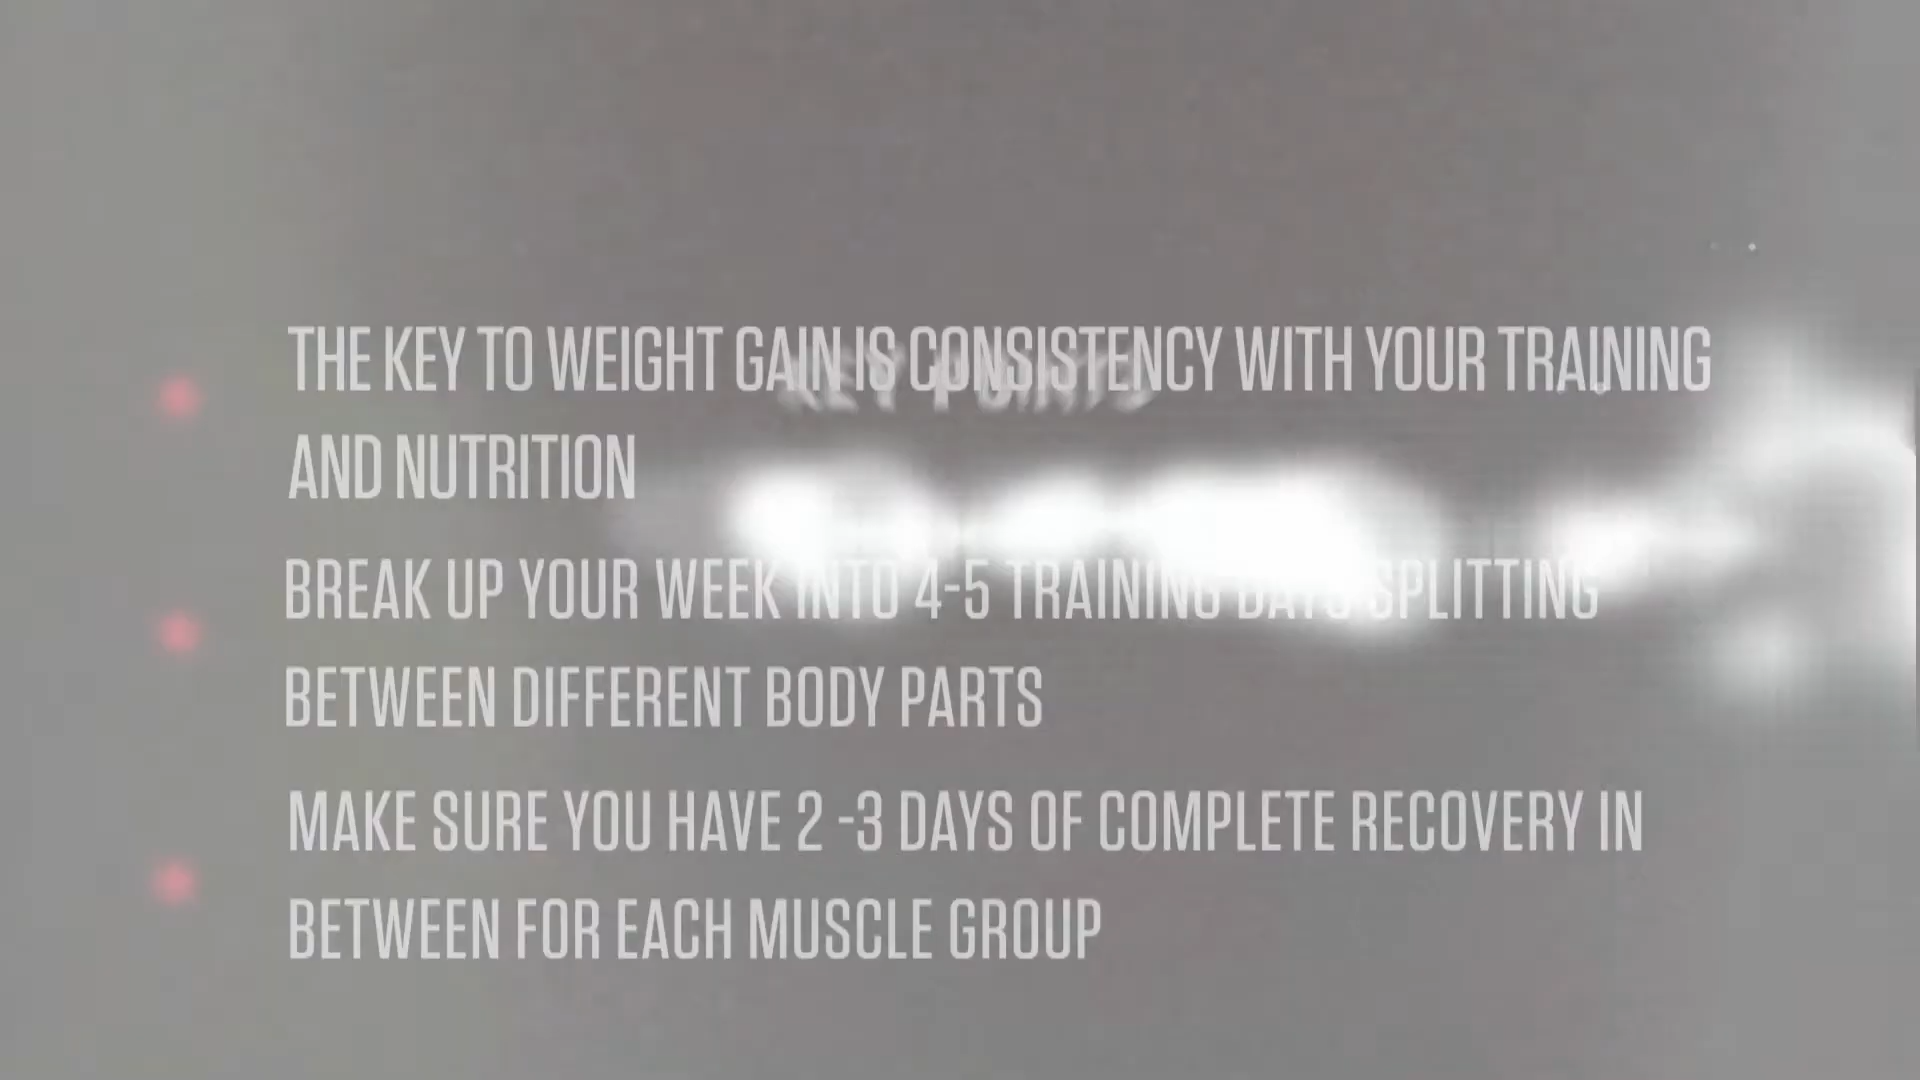 THE KEY TO WEIGHT GAIN IS CONSISTENCY WITH YOUR TRAINING
KEY POINTS
AND NUTRITION
BREAK UP YOUR WEEK INTO 4-5 TRAINING DAYS SPLITTING
BETWEEN DIFFERENT BODY PARTS
MAKE SURE YOU HAVE 2 -3 DAYS OF COMPLETE RECOVERY IN
BETWEEN FOR EACH MUSCLE GROUP